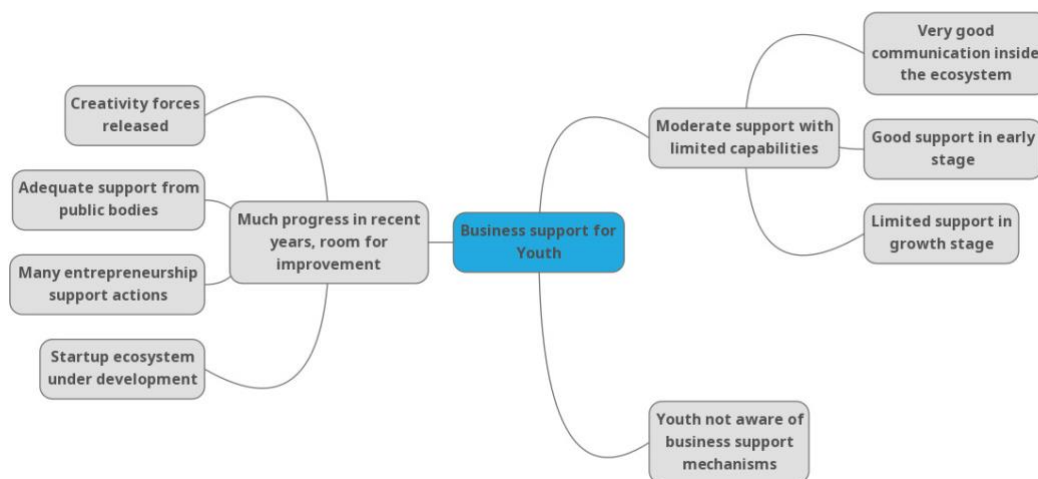 Very good
communication inside
the ecosystem
Creativity forces
released
Moderate support with
limited capabilities
Good support in early
stage
Adequate support from
public bodies
Much progress in recent
years, room for
improvement
Business support for
Youth
Limited support in
growth stage
Many entrepreneurship
support actions
Startup ecosystem
under development
Youth not aware of
business support
mechanisms